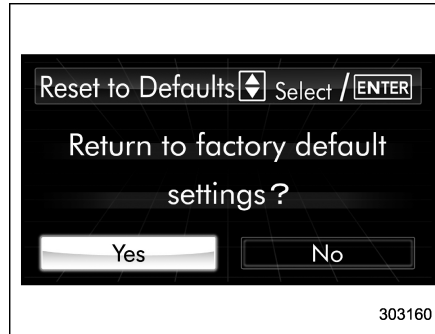 Reset to Defaults Select / ENTER
Return to factory default
settings?
Yes No
303160